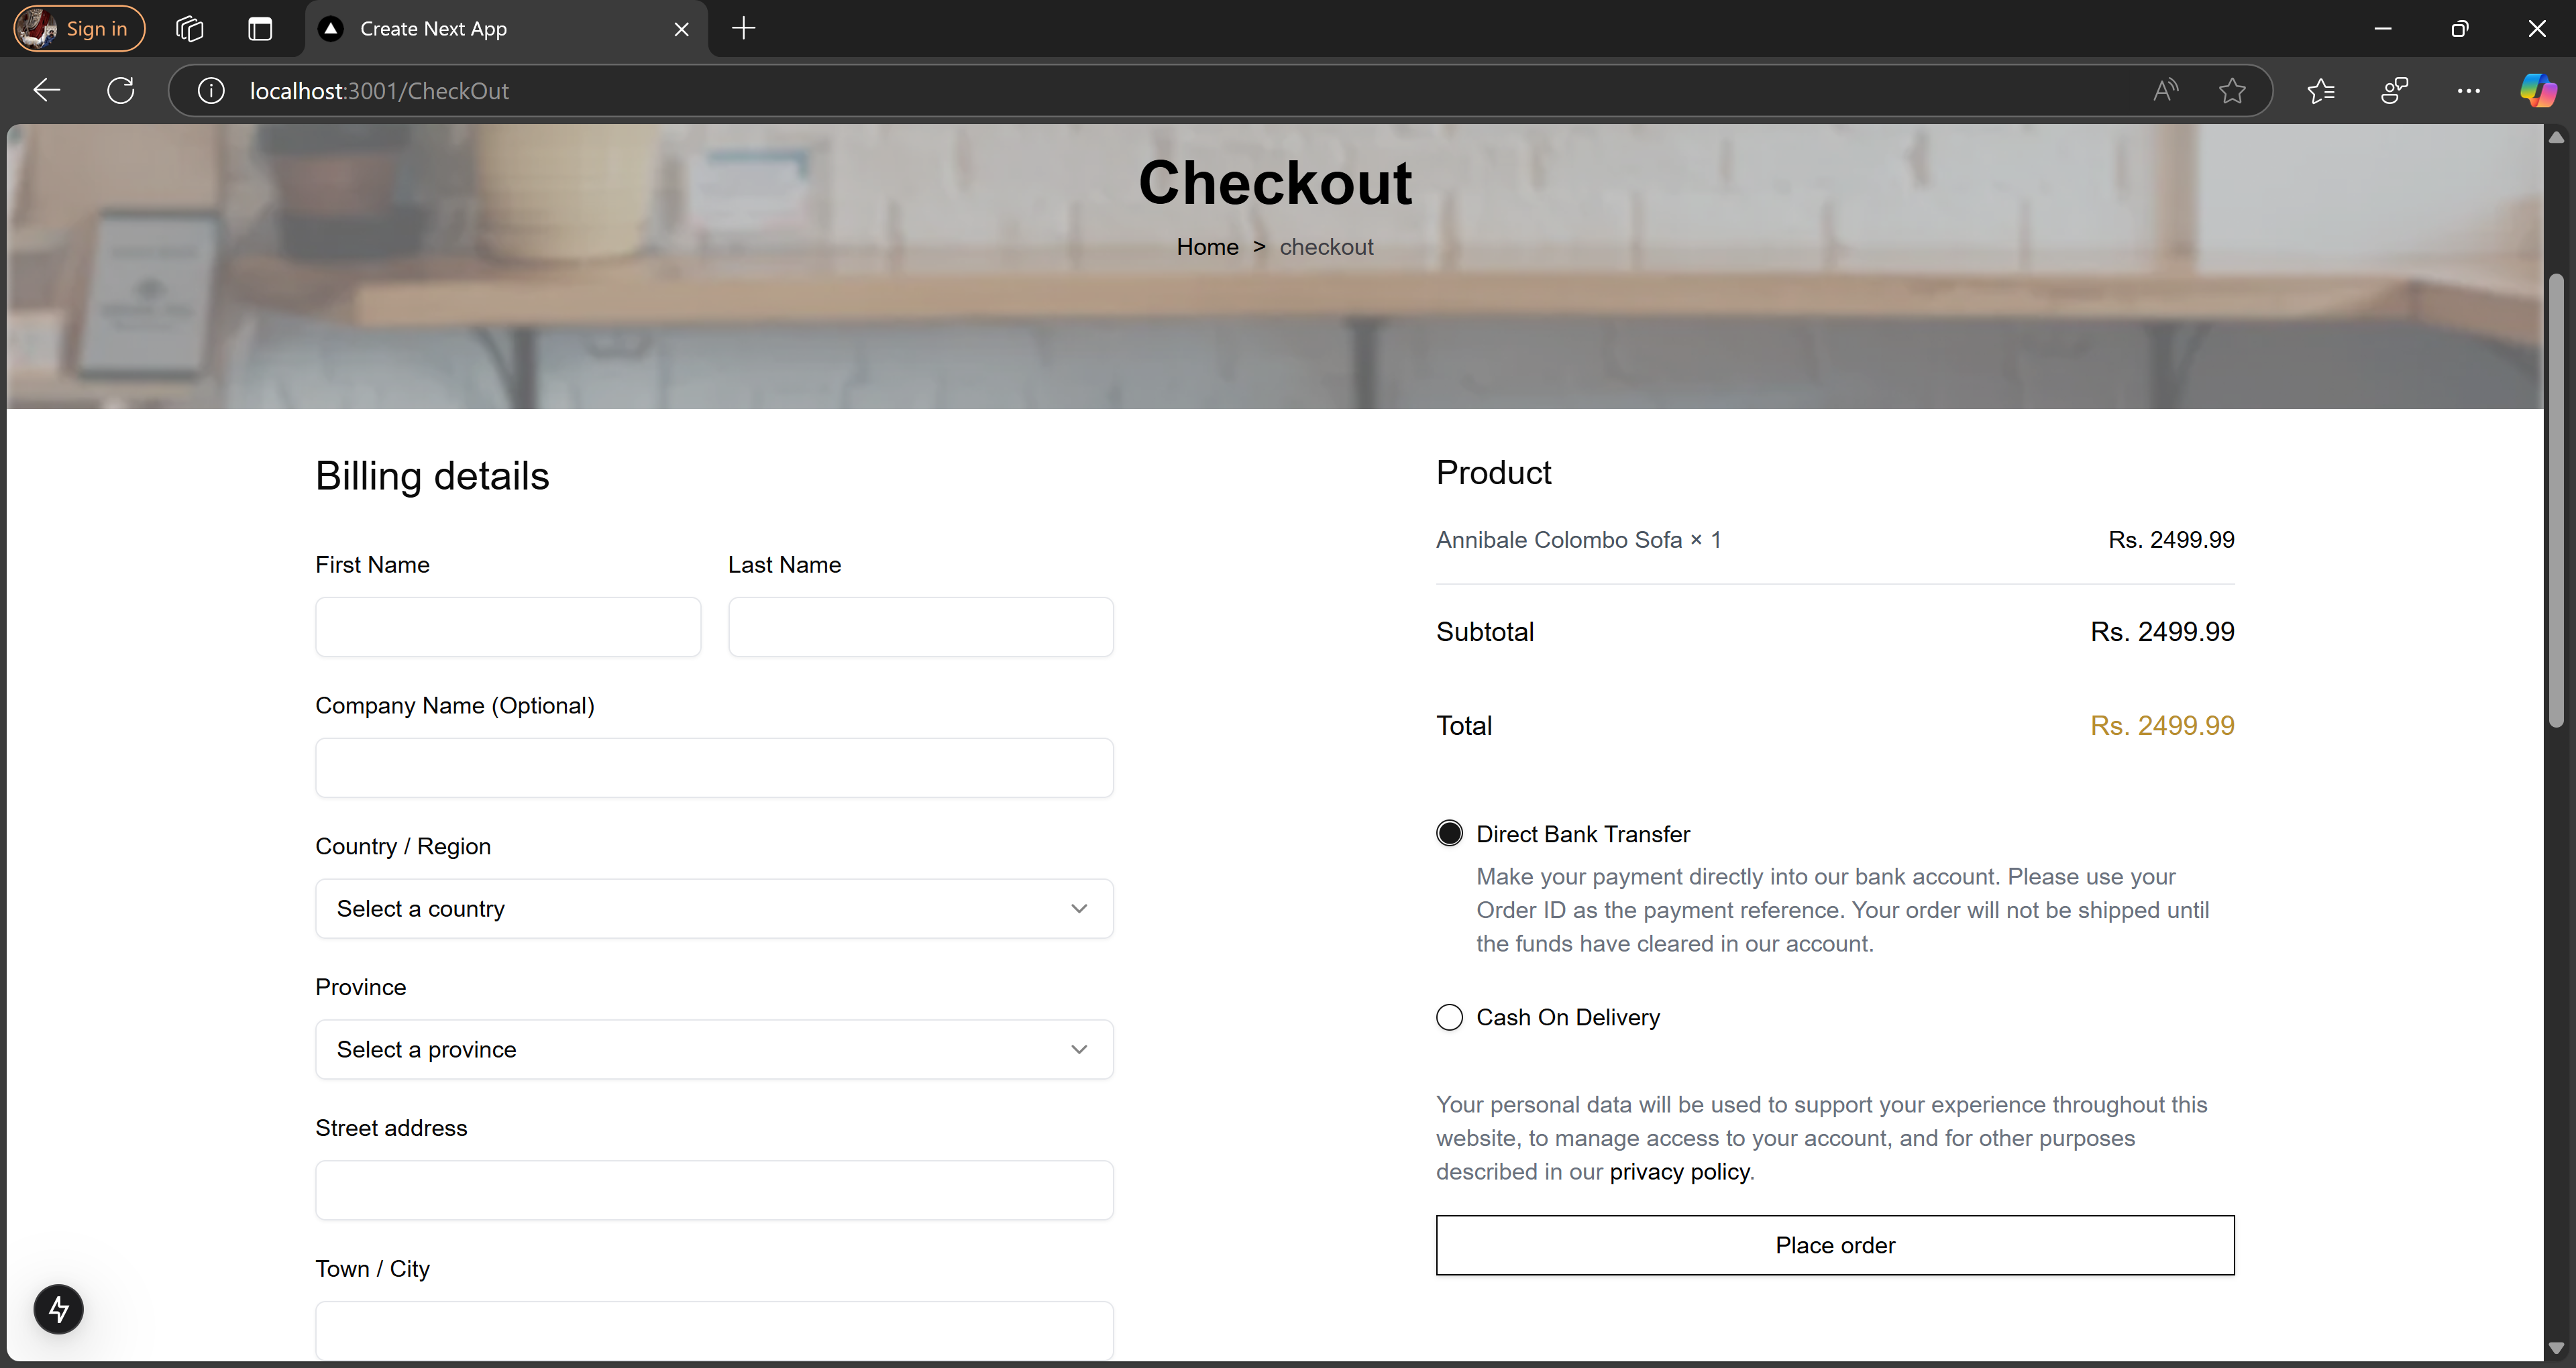 Sign in
Create Next App
localhost:3001/CheckOut
Checkout
Home > checkout
Billing details
First Name
Last Name
Company Name (Optional)
Country / Region
Select a country
Province
Select a province
Street address
Town / City
Product
Annibale Colombo Sofa × 1
Rs. 2499.99
Subtotal
Rs. 2499.99
Total
Rs. 2499.99
Direct Bank Transfer
Make your payment directly into our bank account. Please use your
Order ID as the payment reference. Your order will not be shipped until
the funds have cleared in our account.
Cash On Delivery
Your personal data will be used to support your experience throughout this
website, to manage access to your account, and for other purposes
described in our privacy policy.
Place order